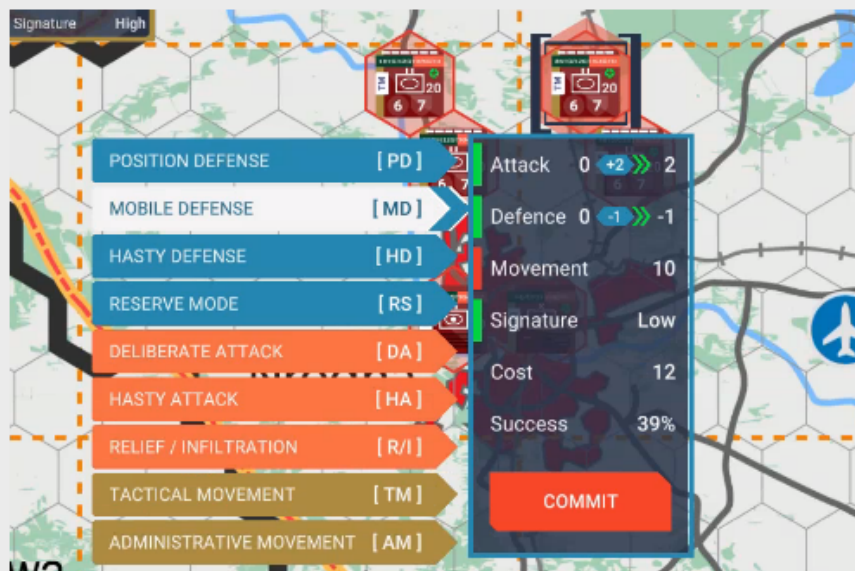 Signature High
TM
20
6 7
TM
20
6 7
POSITION DEFENSE [ PD ]
MOBILE DEFENSE [ MD ]
HASTY DEFENSE [ HD ]
RESERVE MODE [ RS ]
DELIBERATE ATTACK [ DA ]
HASTY ATTACK [ HA ]
RELIEF / INFILTRATION [ R/I ]
TACTICAL MOVEMENT [ TM ]
ADMINISTRATIVE MOVEMENT [ AM ]
Attack 0 +2 2
Defence 0 -1 -1
Movement 10
Signature Low
Cost 12
Success 39%
COMMIT